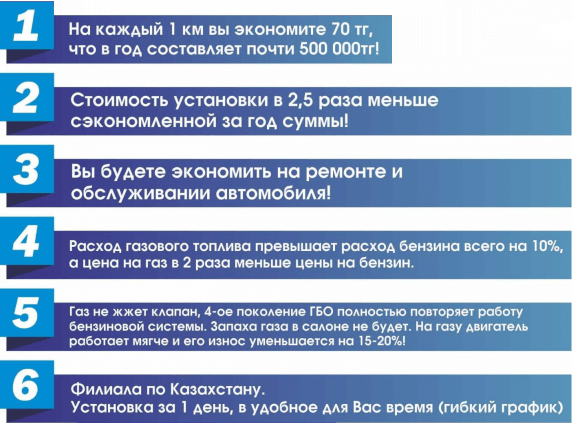 1
На каждый 1 км вы экономите 70 тг,
что в год составляет почти 500 000тг!
2
Стоимость установки в 2,5 раза меньше
сэкономленной за год суммы!
3
Вы будете экономить на ремонте и
обслуживании автомобиля!
4
Расход газового топлива превышает расход бензина всего на 10%,
а цена на газ в 2 раза меньше цены на бензин.
5
Газ не жжет клапан, 4-ое поколение ГБО полностью повторяет работу
бензиновой системы. Запаха газа в салоне не будет. На газу двигатель
работает мягче и его износ уменьшается на 15-20%!
6
Филиала по Казахстану.
Установка за 1 день, в удобное для Вас время (гибкий график)